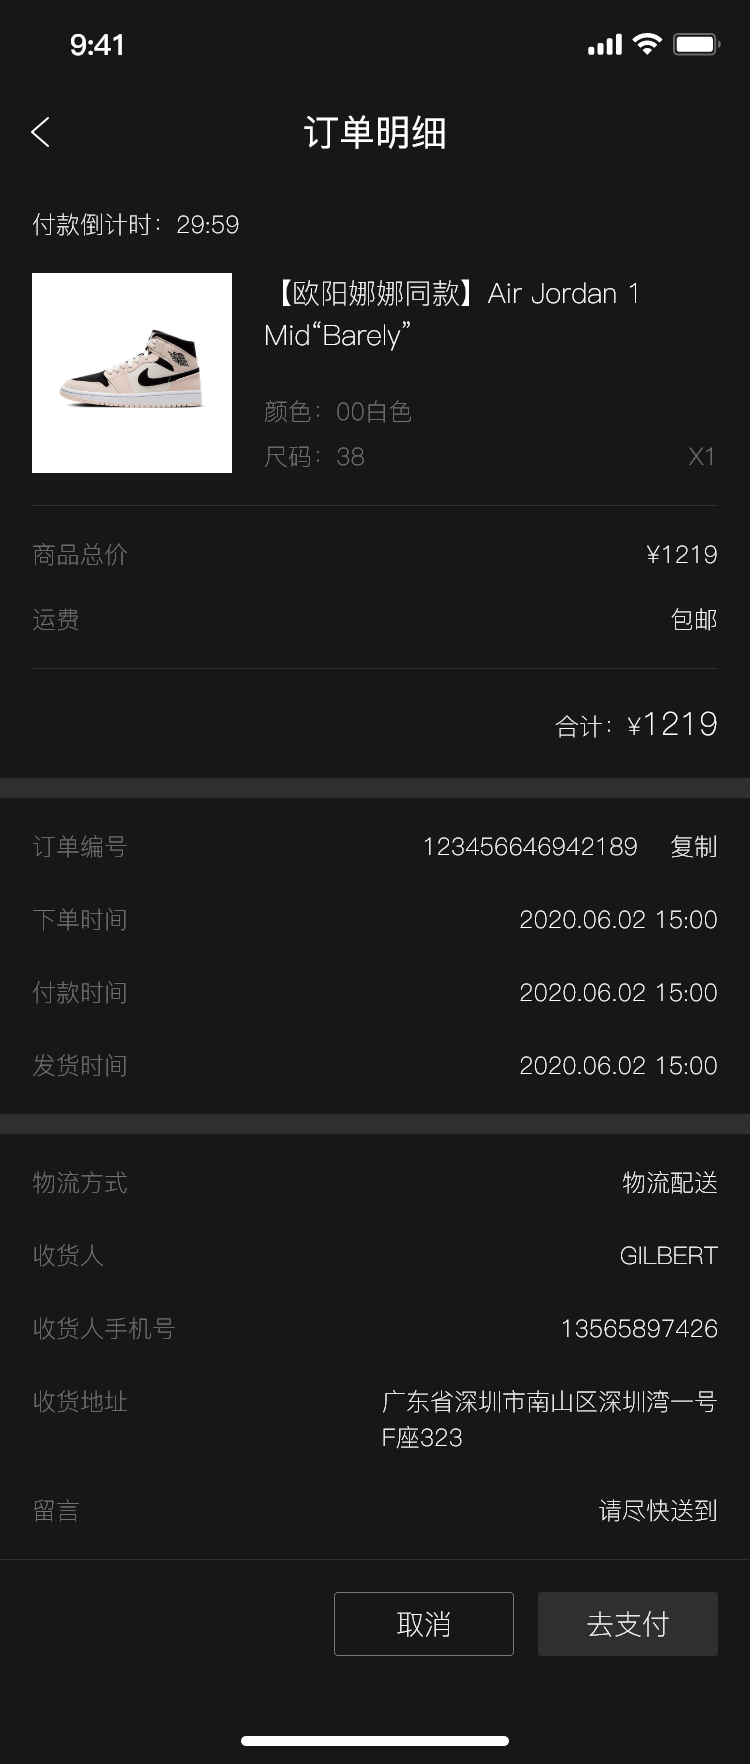 9:41
订单明细
付款倒计时：29:59
【欧阳娜娜同款】Air Jordan 1
Mid“Barely”
颜色：00白色
尺码：38 X1
商品总价 ¥1219
运费 包邮
合计：¥1219
订单编号 123456646942189 复制
下单时间 2020.06.02 15:00
付款时间 2020.06.02 15:00
发货时间 2020.06.02 15:00
物流方式 物流配送
收货人 GILBERT
收货人手机号 13565897426
收货地址 广东省深圳市南山区深圳湾一号
F座323
留言 请尽快送到
取消 去支付